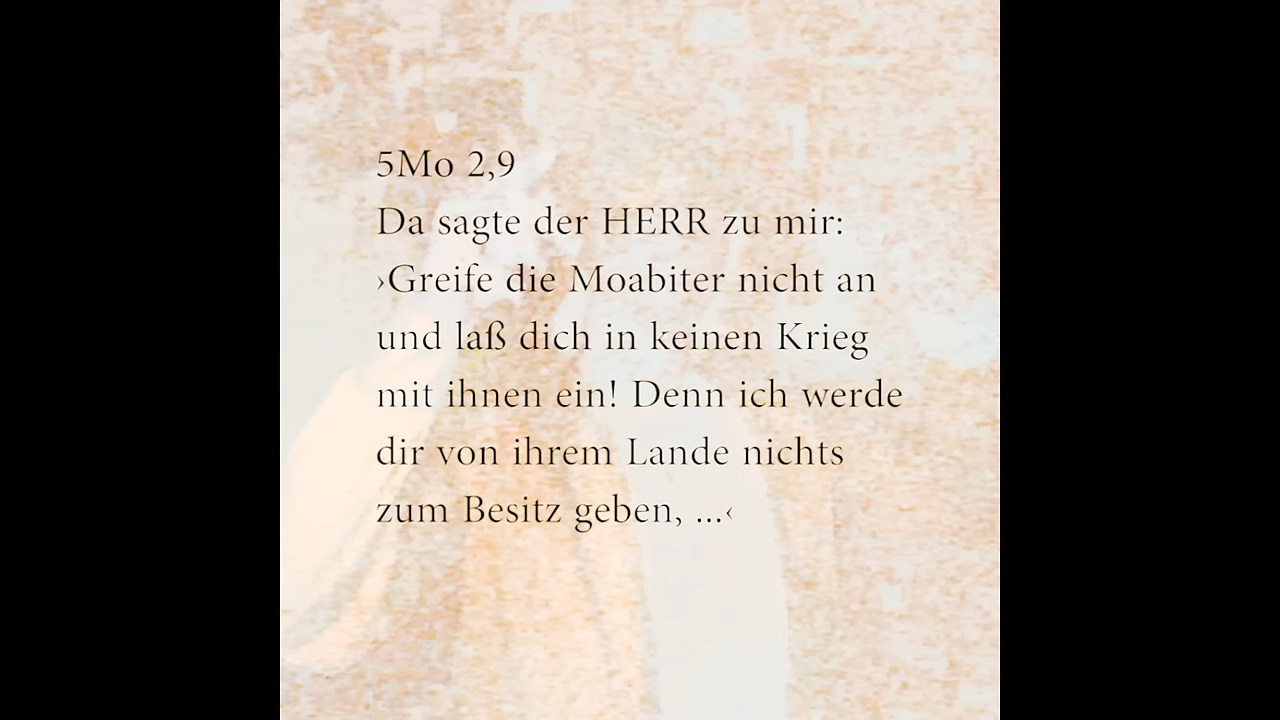 5Mo 2,9
Da sagte der HERR zu mir:
›Greife die Moabiter nicht an
und laß dich in keinen Krieg
mit ihnen ein! Denn ich werde
dir von ihrem Lande nichts
zum Besitz geben, ...‹